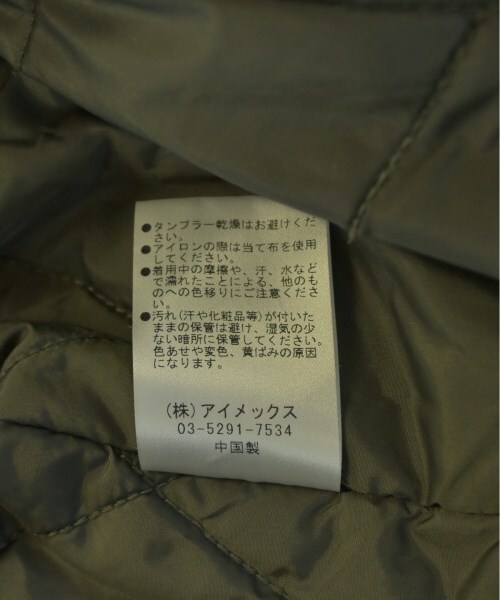 ●タンブラー乾燥はお避けくだ
さい。
●アイロンの際は当て布を使用
してください。
●着用中の摩擦や、汗、水など
で濡れたことによる、他のも
のへの色移りにご注意くださ
い。
●汚れ(汗や化粧品等)が付いた
ままの保管は避け、湿気の少
ない暗所に保管してください。
色あせや変色、黄ばみの原因
になります。
(株)アイメックス
03-5291-7534
中国製